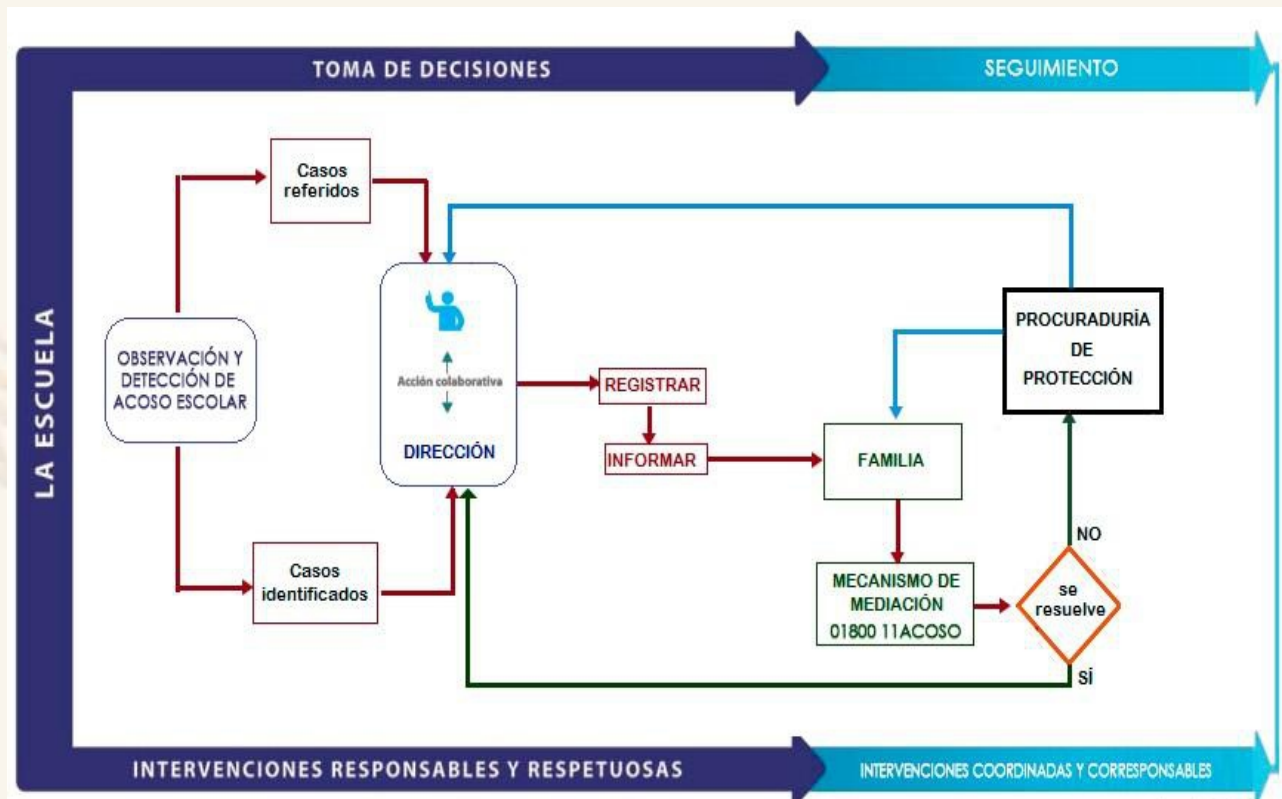 TOMA DE DECISIONES
SEGUIMIENTO
LA ESCUELA
Casos
referidos
OBSERVACIÓN Y
DETECCIÓN DE
ACOSO ESCOLAR
Acción colaborativa
DIRECCIÓN
REGISTRAR
INFORMAR
FAMILIA
PROCURADURÍA
DE
PROTECCIÓN
Casos
identificados
MECANISMO DE
MEDIACIÓN
01800 11ACOSO
NO
se
resuelve
SÍ
INTERVENCIONES RESPONSABLES Y RESPETUOSAS
INTERVENCIONES COORDINADAS Y CORRESPONSABLES